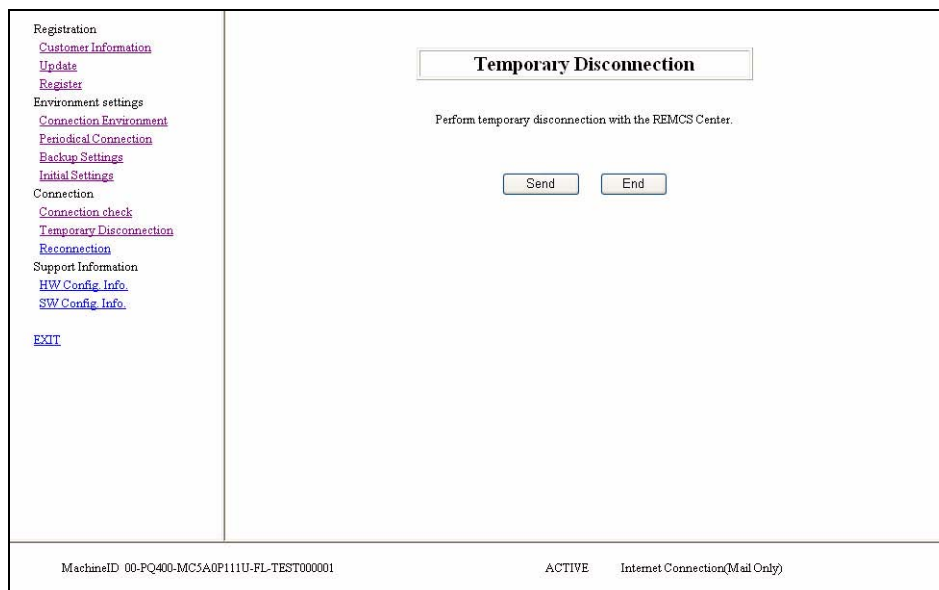 Registration
Customer Information
Update
Register
Environment settings
Connection Environment
Periodical Connection
Backup Settings
Initial Settings
Connection
Connection check
Temporary Disconnection
Reconnection
Support Information
HW Config. Info.
SW Config. Info.
EXIT
Temporary Disconnection
Perform temporary disconnection with the REMCS Center.
Send End
MachineID 00-PQ400-MC5A0P111U-FL-TEST000001 ACTIVE Internet Connection(Mail Only)